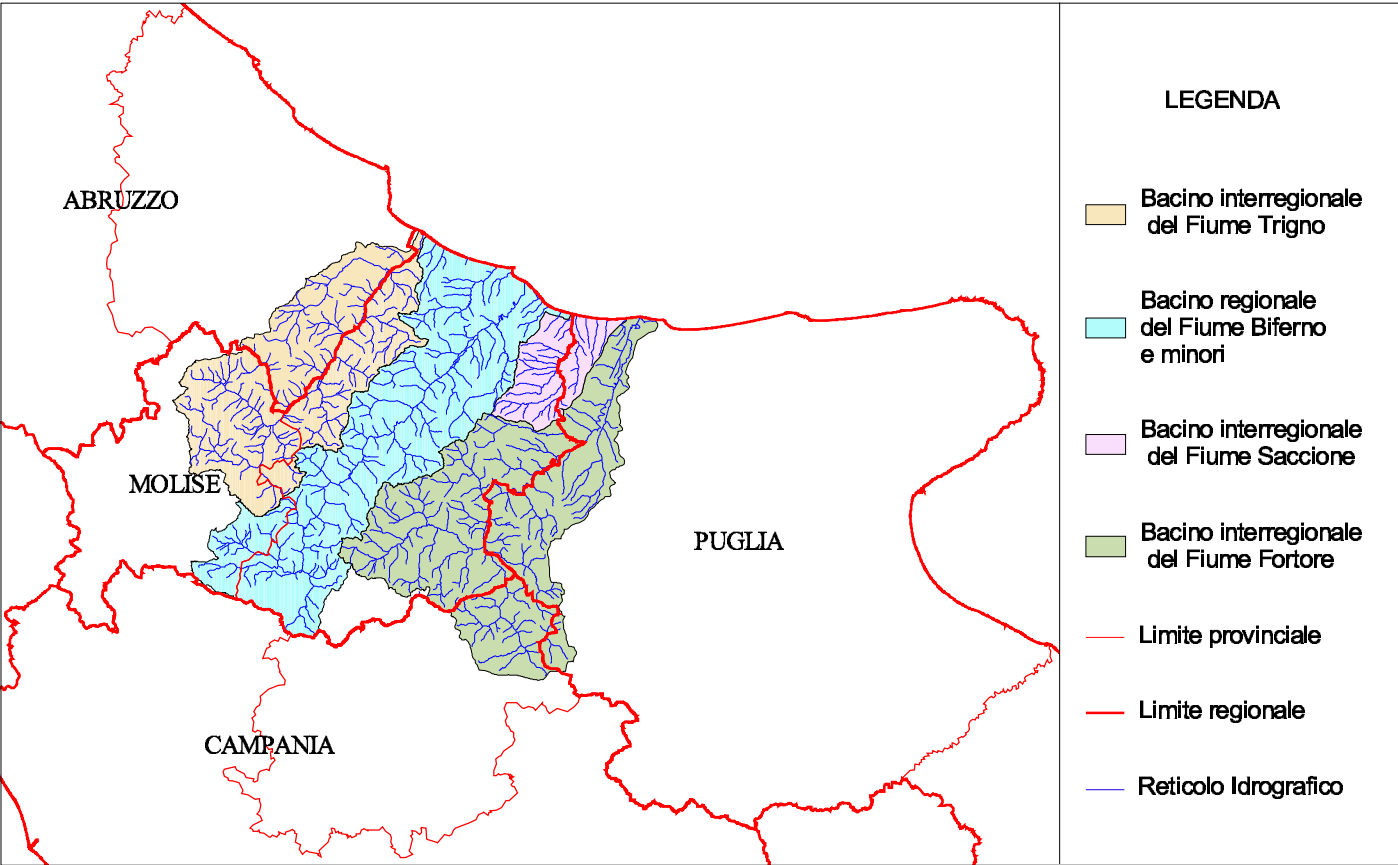 ABRUZZO
MOLISE
PUGLIA
CAMPANIA
LEGENDA
Bacino interregionale
del Fiume Trigno
Bacino regionale
del Fiume Biferno
e minori
Bacino interregionale
del Fiume Saccione
Bacino interregionale
del Fiume Fortore
Limite provinciale
Limite regionale
Reticolo Idrografico